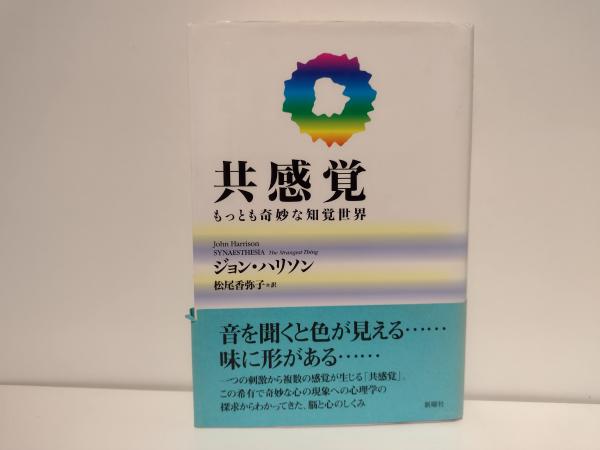 共感覚
もっとも奇妙な知覚世界
John Harrison
SYNAESTHESIA The Strangest Thing
ジョン・ハリソン
松尾香弥子=訳
音を聞くと色が見える……
味に形がある……
一つの刺激から複数の感覚が生じる「共感覚」。
この希有で奇妙な心の現象への心理学の
探求からわかってきた、脳と心のしくみ
新曜社